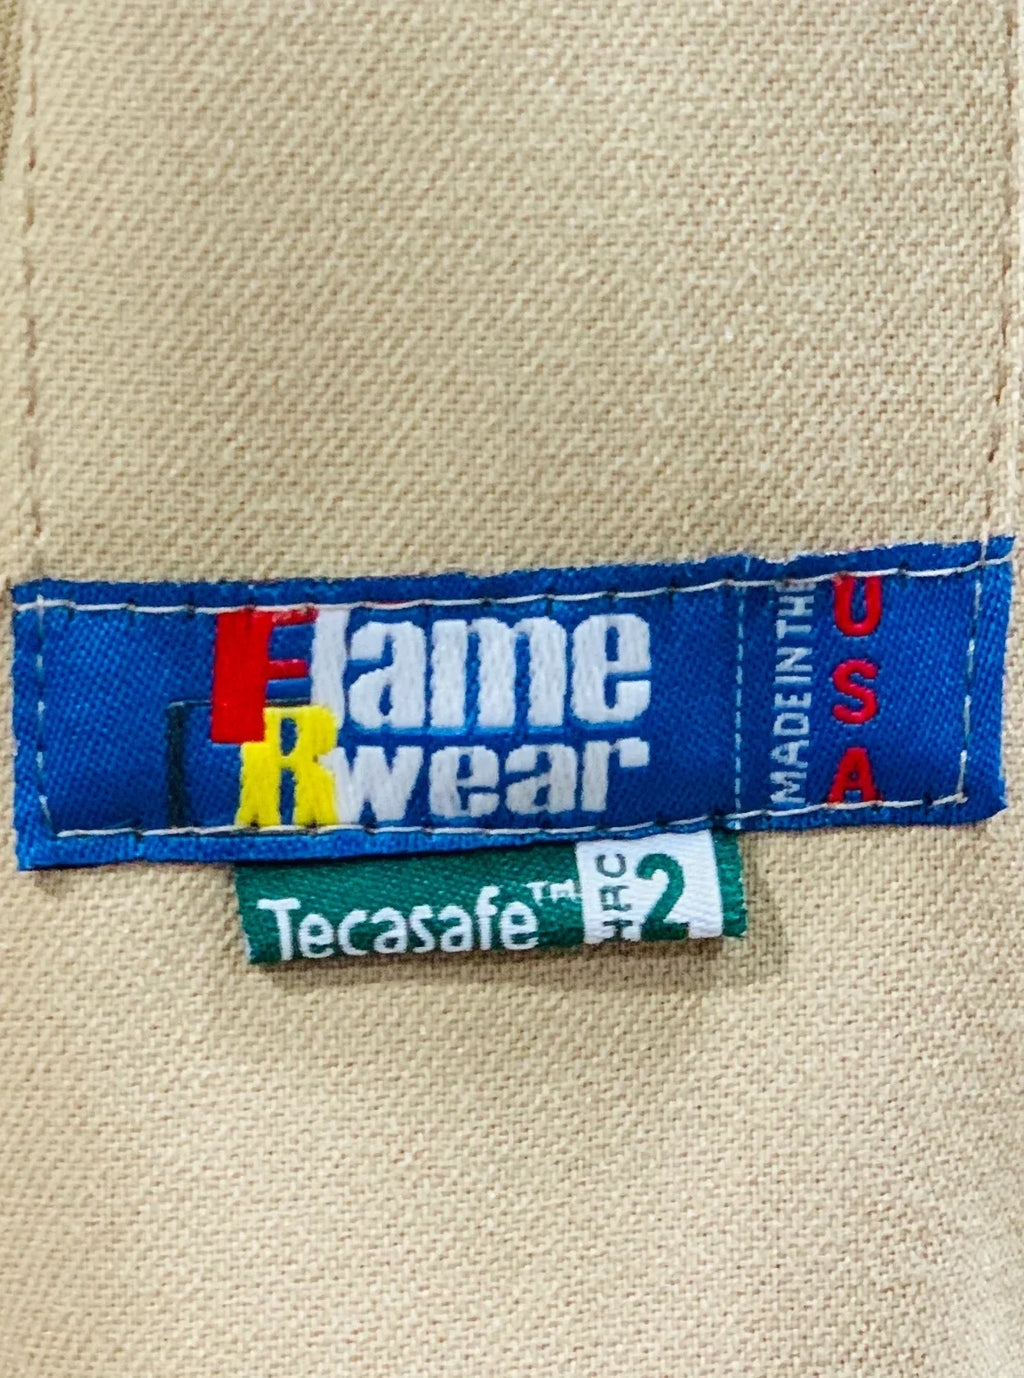 Flame
Rwear
MADE IN THE
USA
Tecasafe™
HRC 2